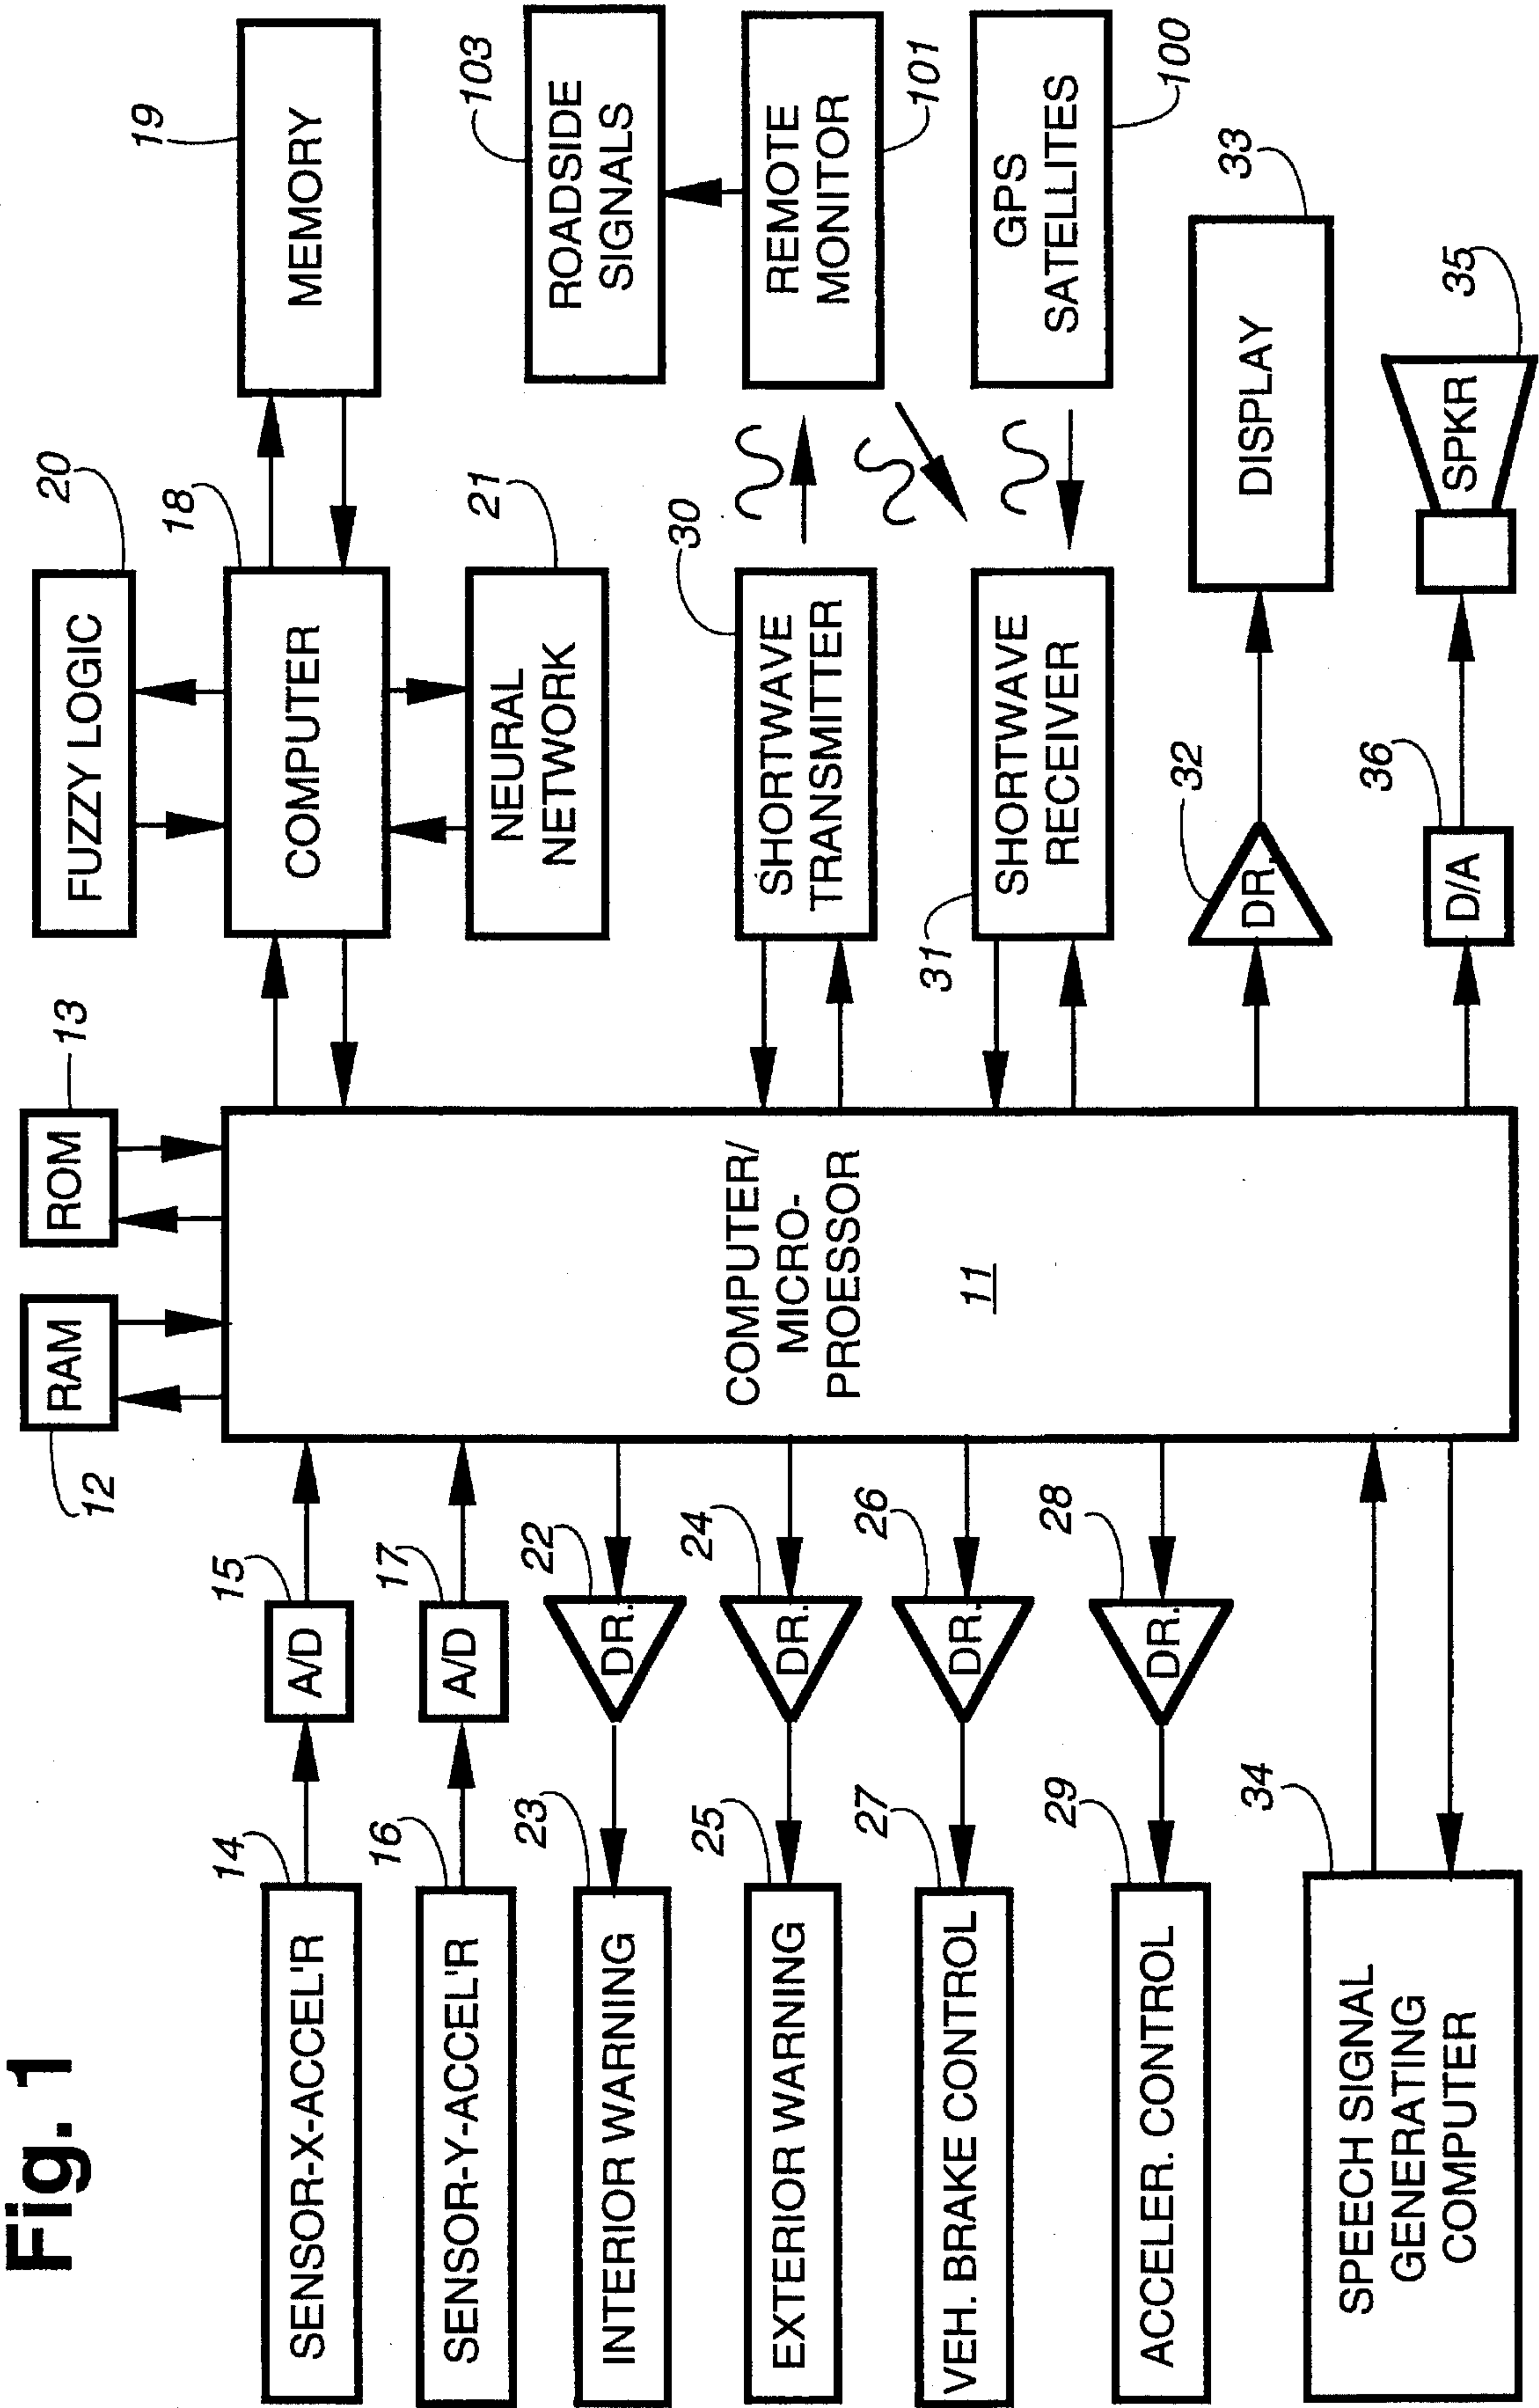 Fig. 1
SENSOR-X-ACCEL'R
14
A/D
15
SENSOR-Y-ACCEL'R
16
A/D
17
INTERIOR WARNING
23
DR.
22
EXTERIOR WARNING
25
DR.
24
VEH. BRAKE CONTROL
27
DR.
26
ACCELER. CONTROL
29
DR.
28
SPEECH SIGNAL
GENERATING
COMPUTER
34
RAM
12
ROM
13
COMPUTER/
MICRO-
PROESSOR
11
FUZZY LOGIC
20
COMPUTER
18
NEURAL
NETWORK
21
MEMORY
19
SHORTWAVE
TRANSMITTER
30
SHORTWAVE
RECEIVER
31
ROADSIDE
SIGNALS
103
REMOTE
MONITOR
101
GPS
SATELLITES
100
DR.
32
DISPLAY
33
D/A
36
SPKR
35